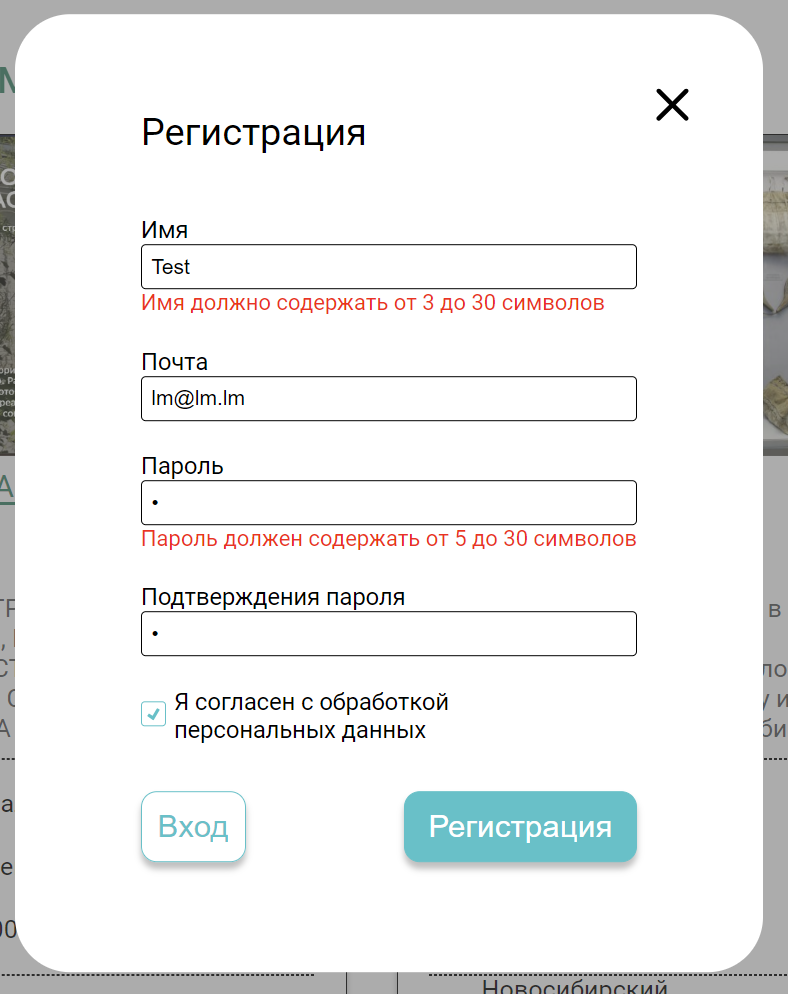 Регистрация
Имя
Test
Имя должно содержать от 3 до 30 символов
Почта
lm@lm.lm
Пароль
•
Пароль должен содержать от 5 до 30 символов
Подтверждения пароля
•
Я согласен с обработкой
персональных данных
Вход
Регистрация
Новосибирский